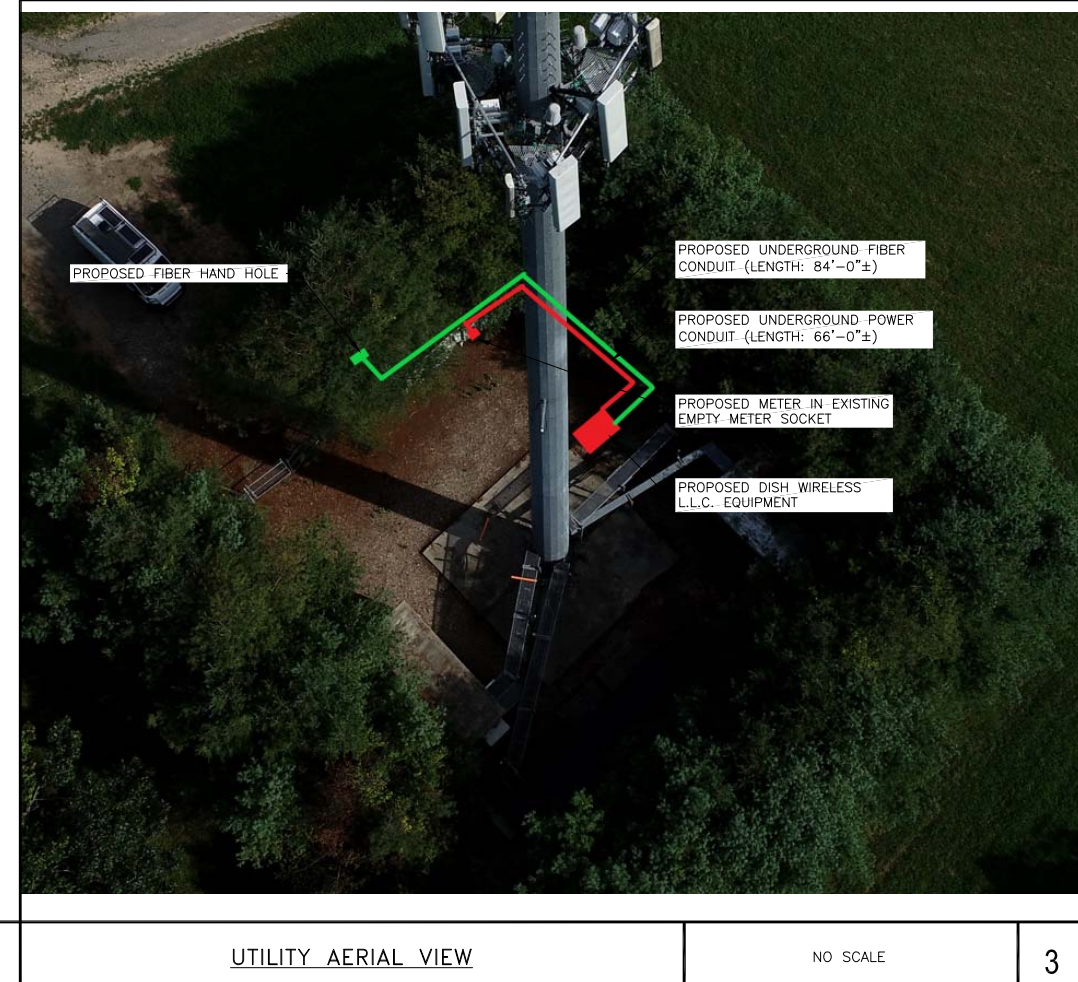 PROPOSED FIBER HAND HOLE
PROPOSED UNDERGROUND FIBER
CONDUIT (LENGTH: 84'-0"±)
PROPOSED UNDERGROUND POWER
CONDUIT (LENGTH: 66'-0"±)
PROPOSED METER IN EXISTING
EMPTY METER SOCKET
PROPOSED DISH WIRELESS
L.L.C. EQUIPMENT
UTILITY AERIAL VIEW
NO SCALE
3